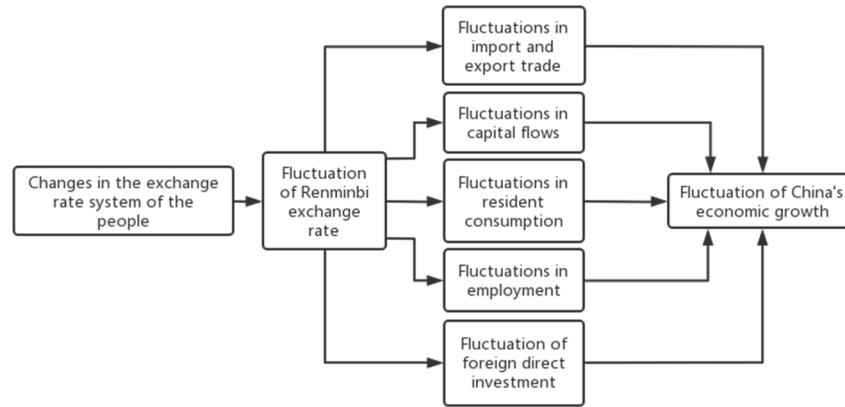 Fluctuations in
import and
export trade
Fluctuations in
capital flows
Changes in the exchange
rate system of the
people
Fluctuation
of Renminbi
exchange
rate
Fluctuations in
resident
consumption
Fluctuation of China's
economic growth
Fluctuations in
employment
Fluctuation of
foreign direct
investment